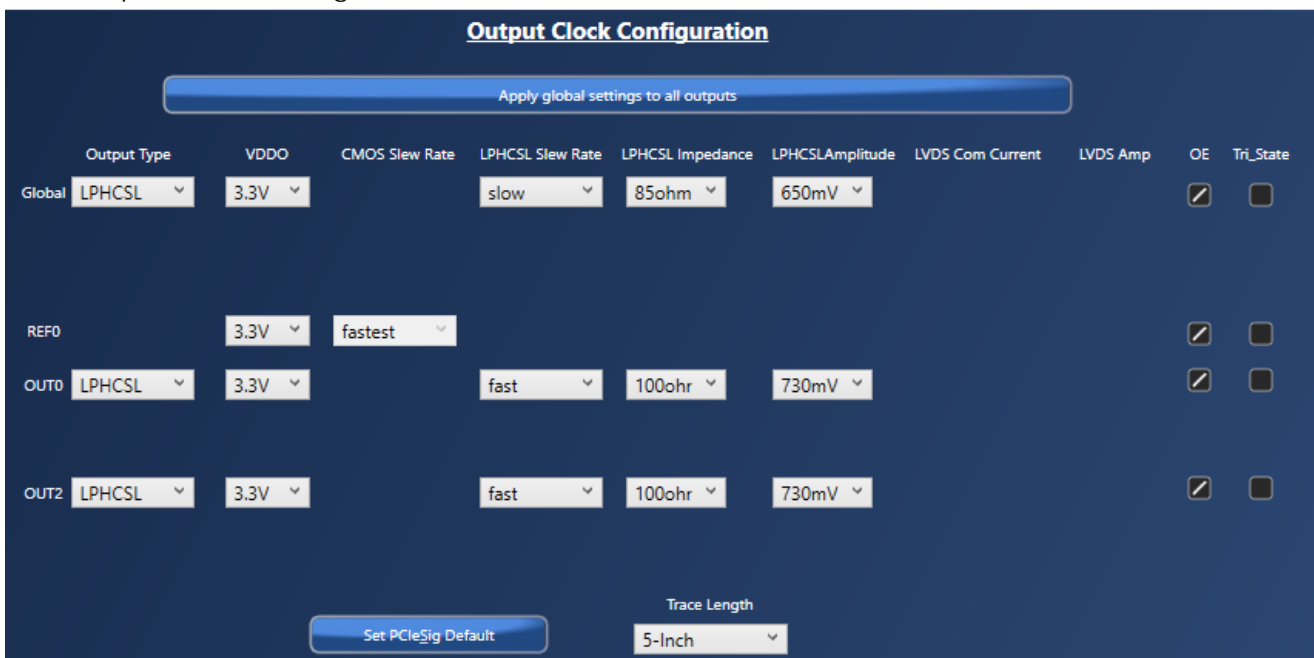 Output Clock Configuration
Apply global settings to all outputs
Output Type VDDO CMOS Slew Rate LPHCSL Slew Rate LPHCSL Impedance LPHCSLAmplitude LVDS Com Current LVDS Amp OE Tri_State
Global LPHCSL 3.3V slow 85ohm 650mV
REF0 3.3V fastest
OUT0 LPHCSL 3.3V fast 100ohr 730mV
OUT2 LPHCSL 3.3V fast 100ohr 730mV
Trace Length
Set PCIeSig Default 5-Inch